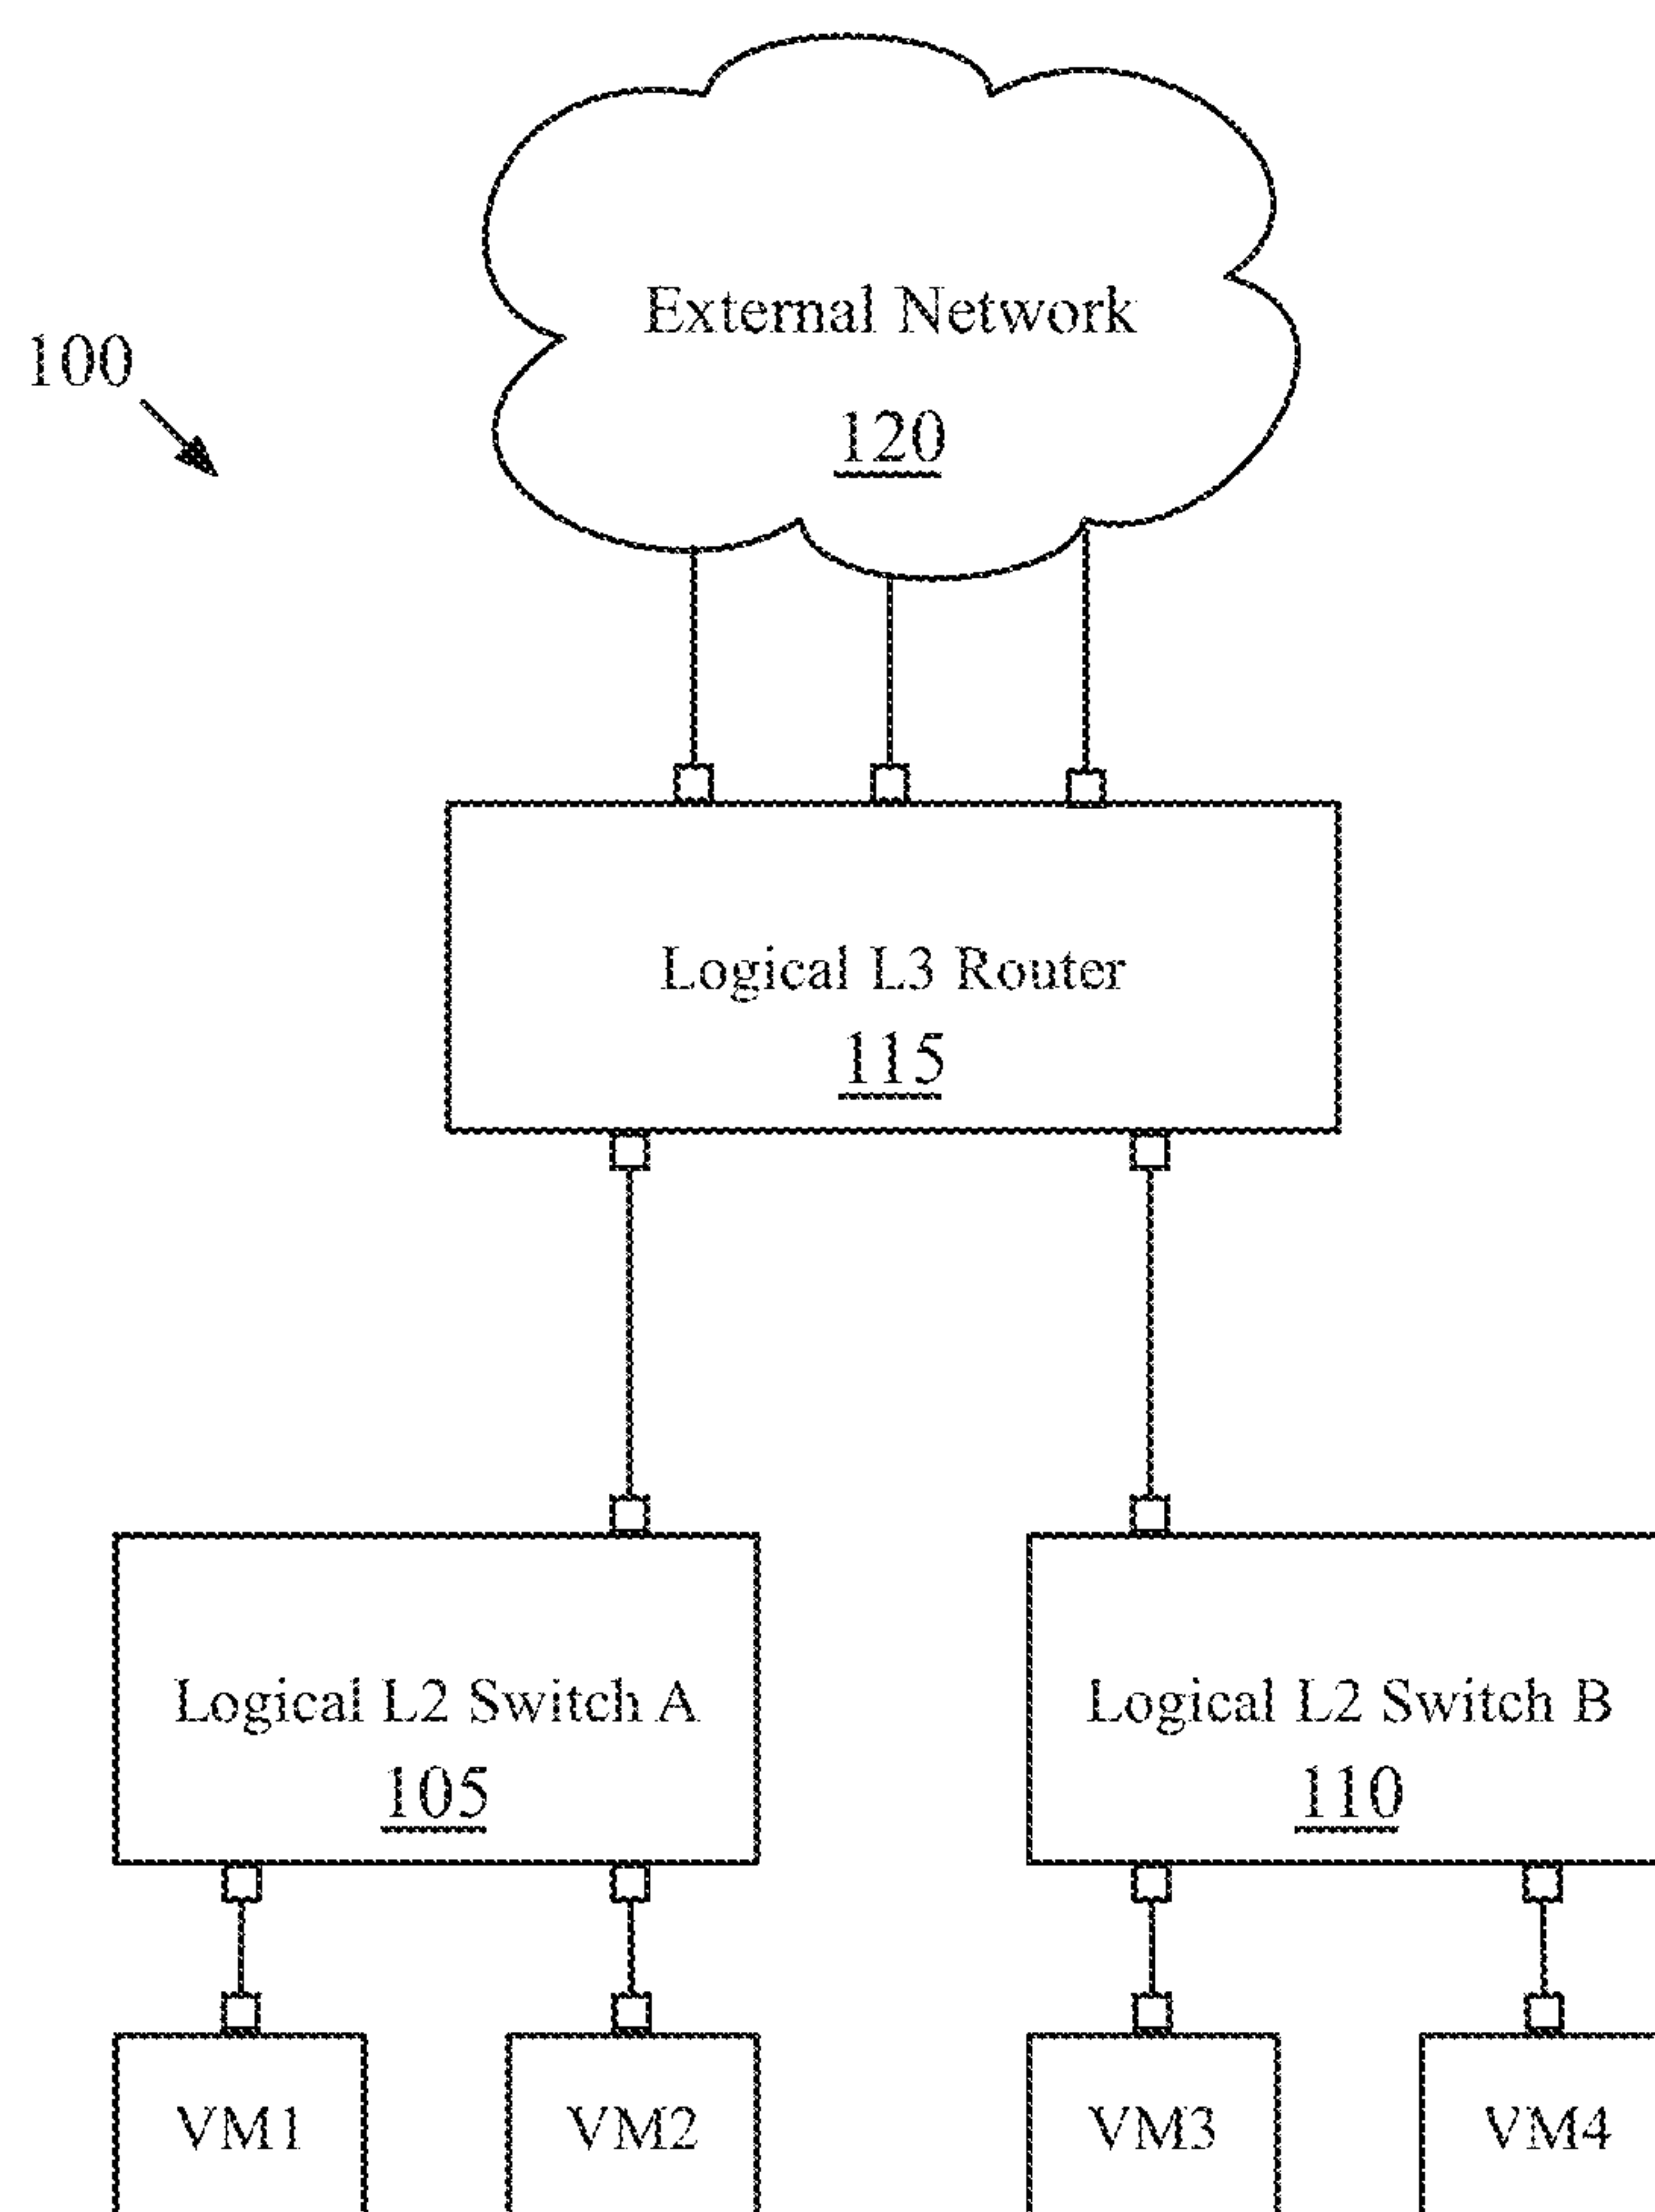 External Network
100
120
Logical L3 Router
115
Logical L2 Switch A
105
Logical L2 Switch B
110
VM1
VM2
VM3
VM4